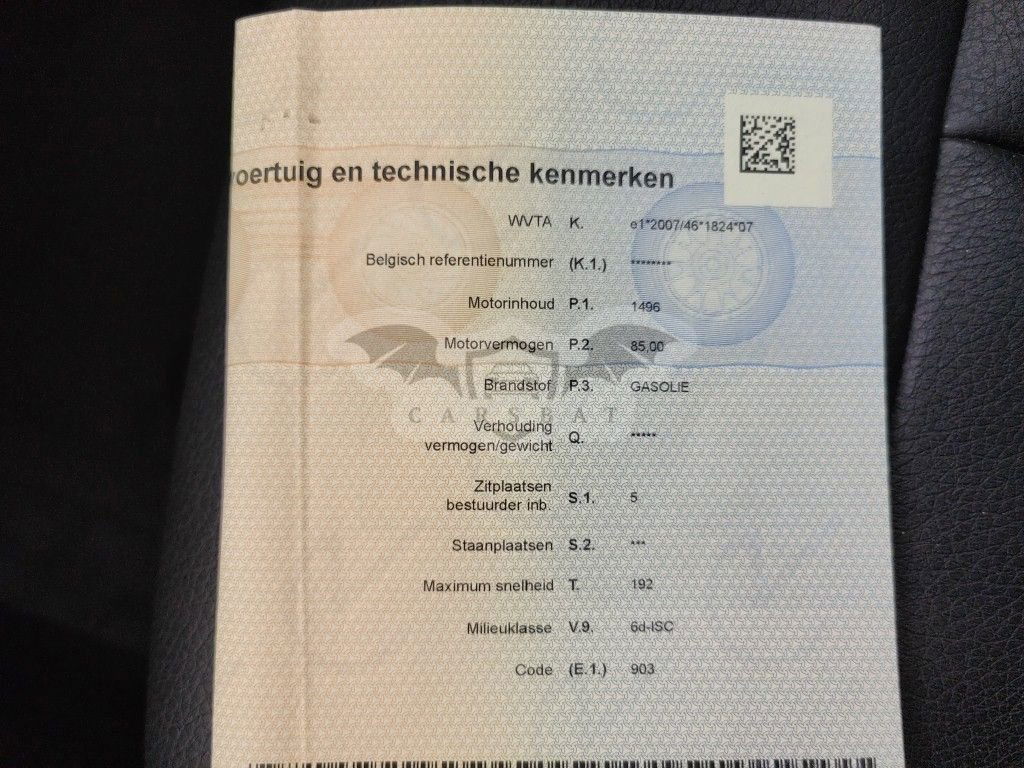 voertuig en technische kenmerken
WVTA K. e1*2007/46*1824*07
Belgisch referentienummer (K.1.) ********
Motorinhoud P.1. 1496
Motorvermogen P.2. 85,00
Brandstof P.3. GASOLIE
CARSBAT
Verhouding
vermogen/gewicht Q. *****
Zitplaatsen
bestuurder inb. S.1. 5
Staanplaatsen S.2. ***
Maximum snelheid T. 192
Milieuklasse V.9. 6d-ISC
Code (E.1.) 903